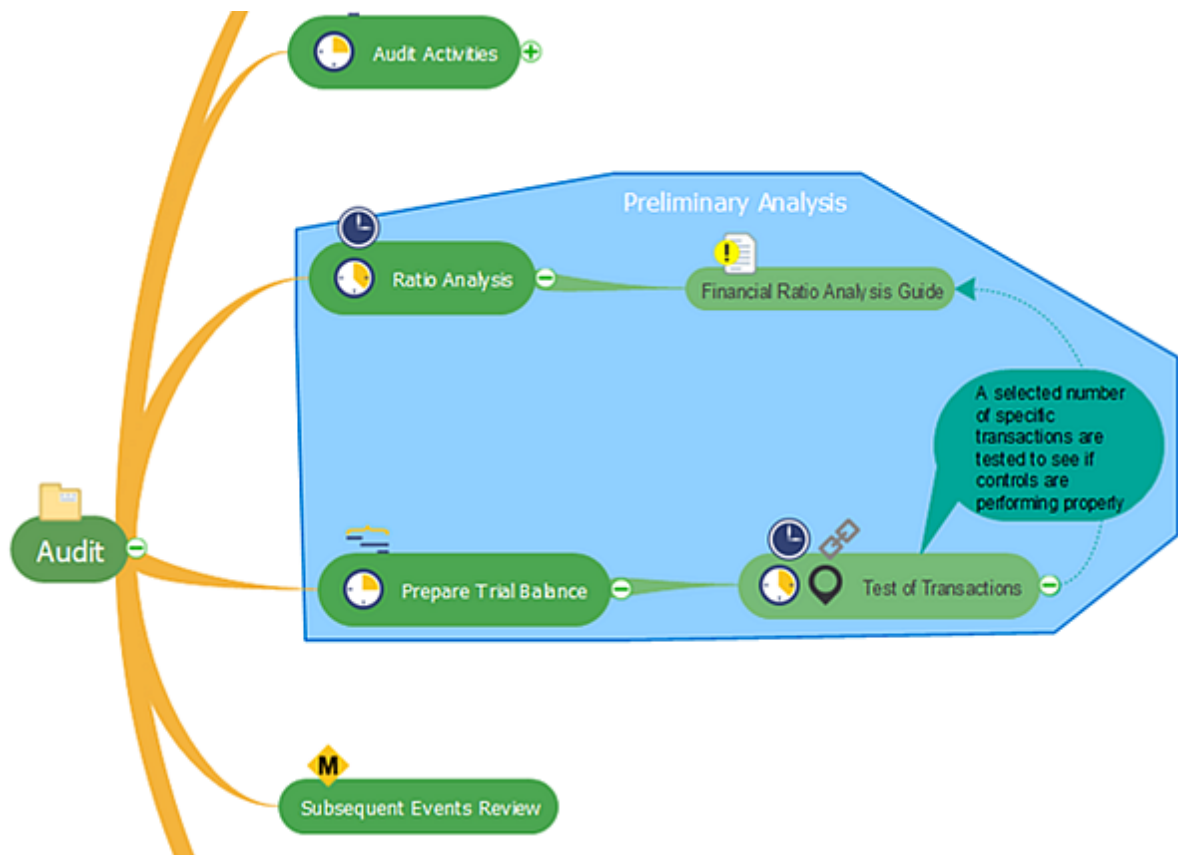 Audit Activities
Preliminary Analysis
Ratio Analysis
Financial Ratio Analysis Guide
A selected number
of specific
transactions are
tested to see if
controls are
performing properly
Audit
Prepare Trial Balance
Test of Transactions
M
Subsequent Events Review